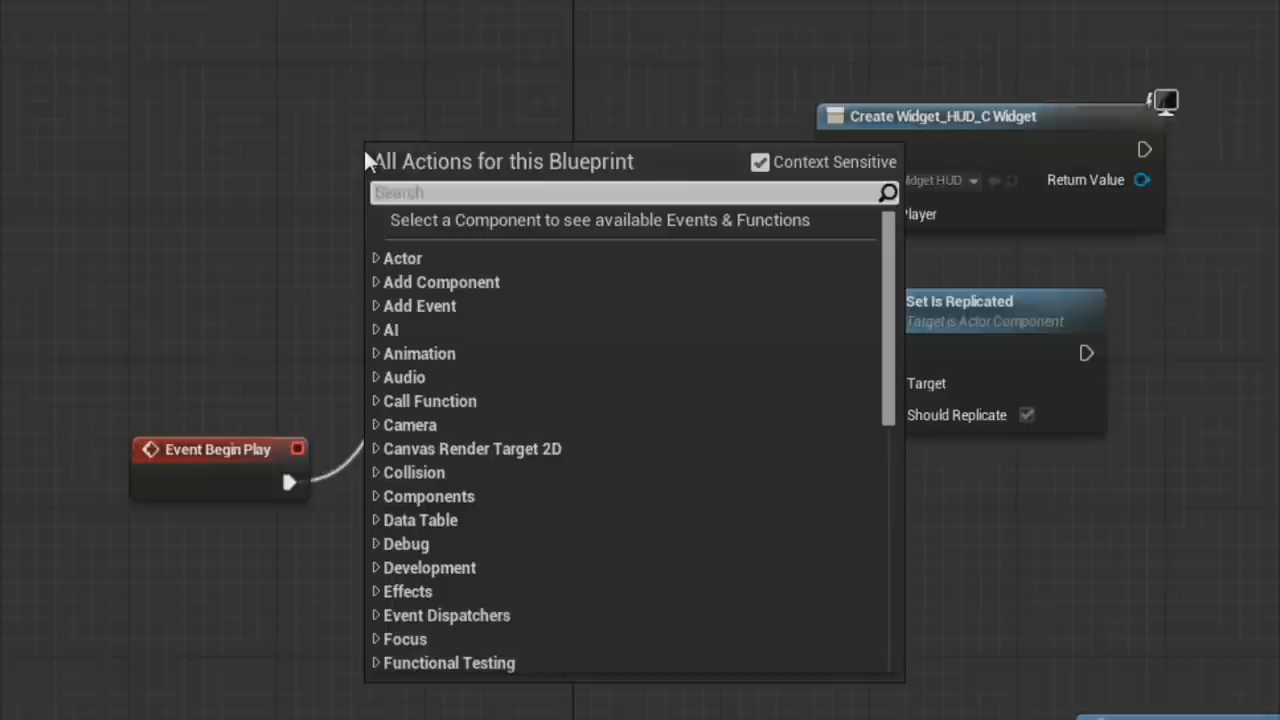 Create Widget_HUD_C Widget
All Actions for this Blueprint
Context Sensitive
Search
Return Value
Select a Component to see available Events & Functions
Actor
Add Component
Add Event
AI
Animation
Audio
Call Function
Camera
Canvas Render Target 2D
Collision
Components
Data Table
Debug
Development
Effects
Event Dispatchers
Focus
Functional Testing
HUD
Player
Set Is Replicated
Target is Actor Component
Target
Should Replicate
Event Begin Play